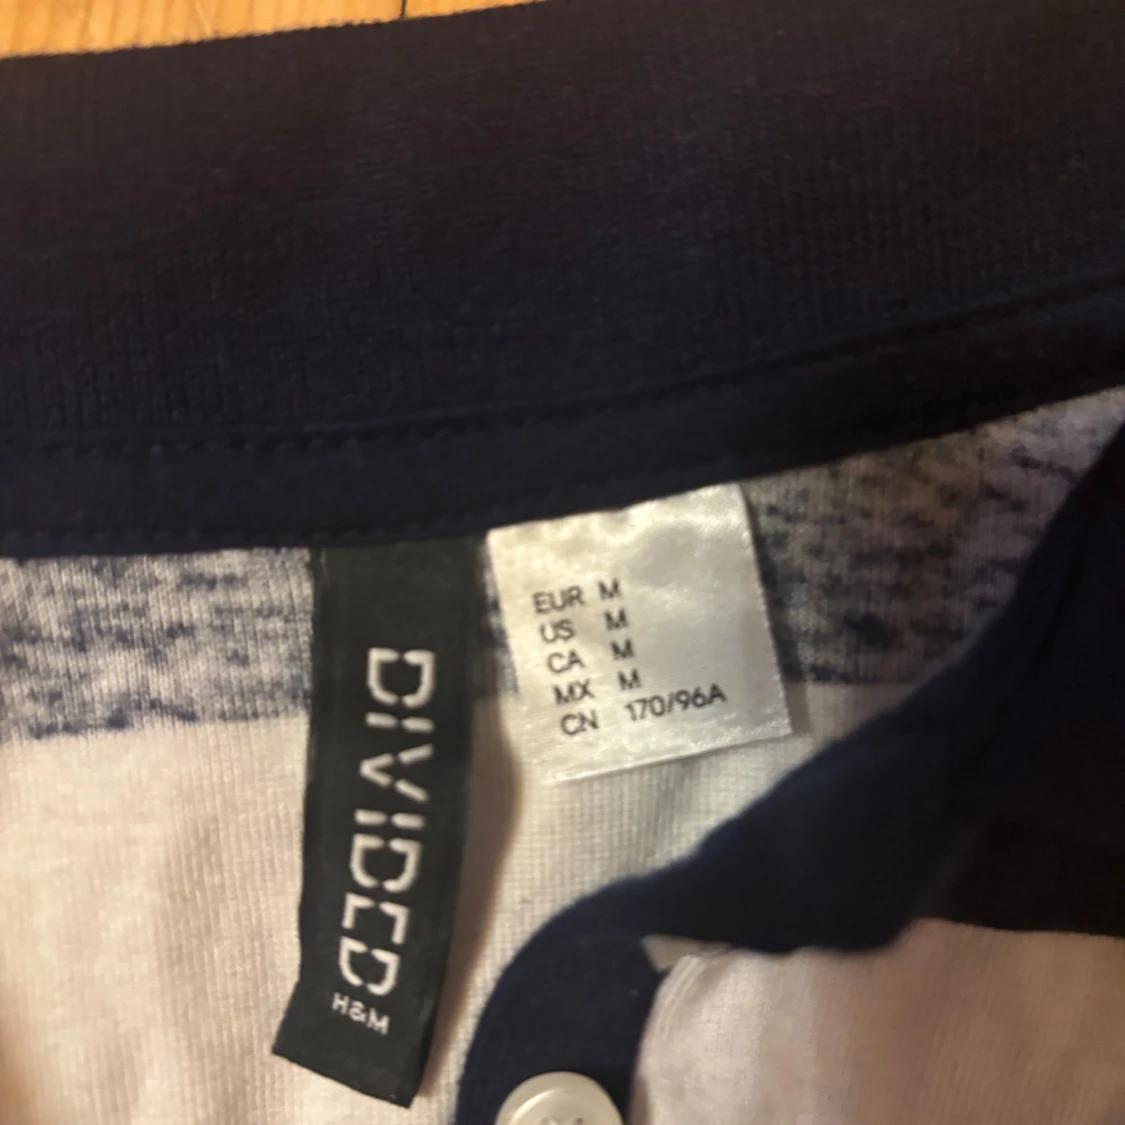 DIVIDED
H&M
EUR M
US M
CA M
MX M
CN 170/96A